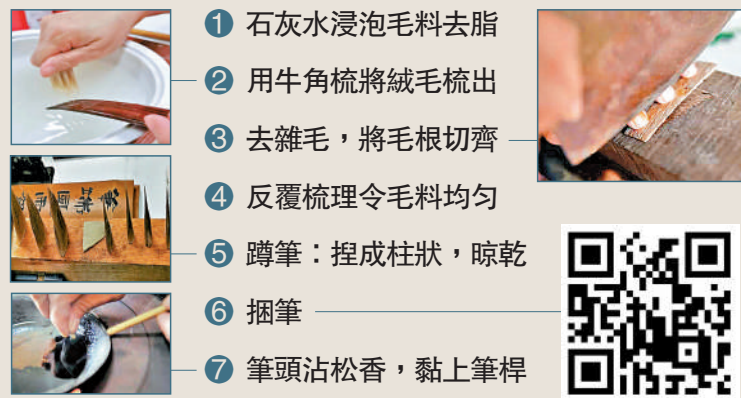 ❶ 石灰水浸泡毛料去脂
❷ 用牛角梳將絨毛梳出
❸ 去雜毛，將毛根切齊
❹ 反覆梳理令毛料均勻
❺ 蹲筆：捏成柱狀，晾乾
❻ 捆筆
❼ 筆頭沾松香，黏上筆桿